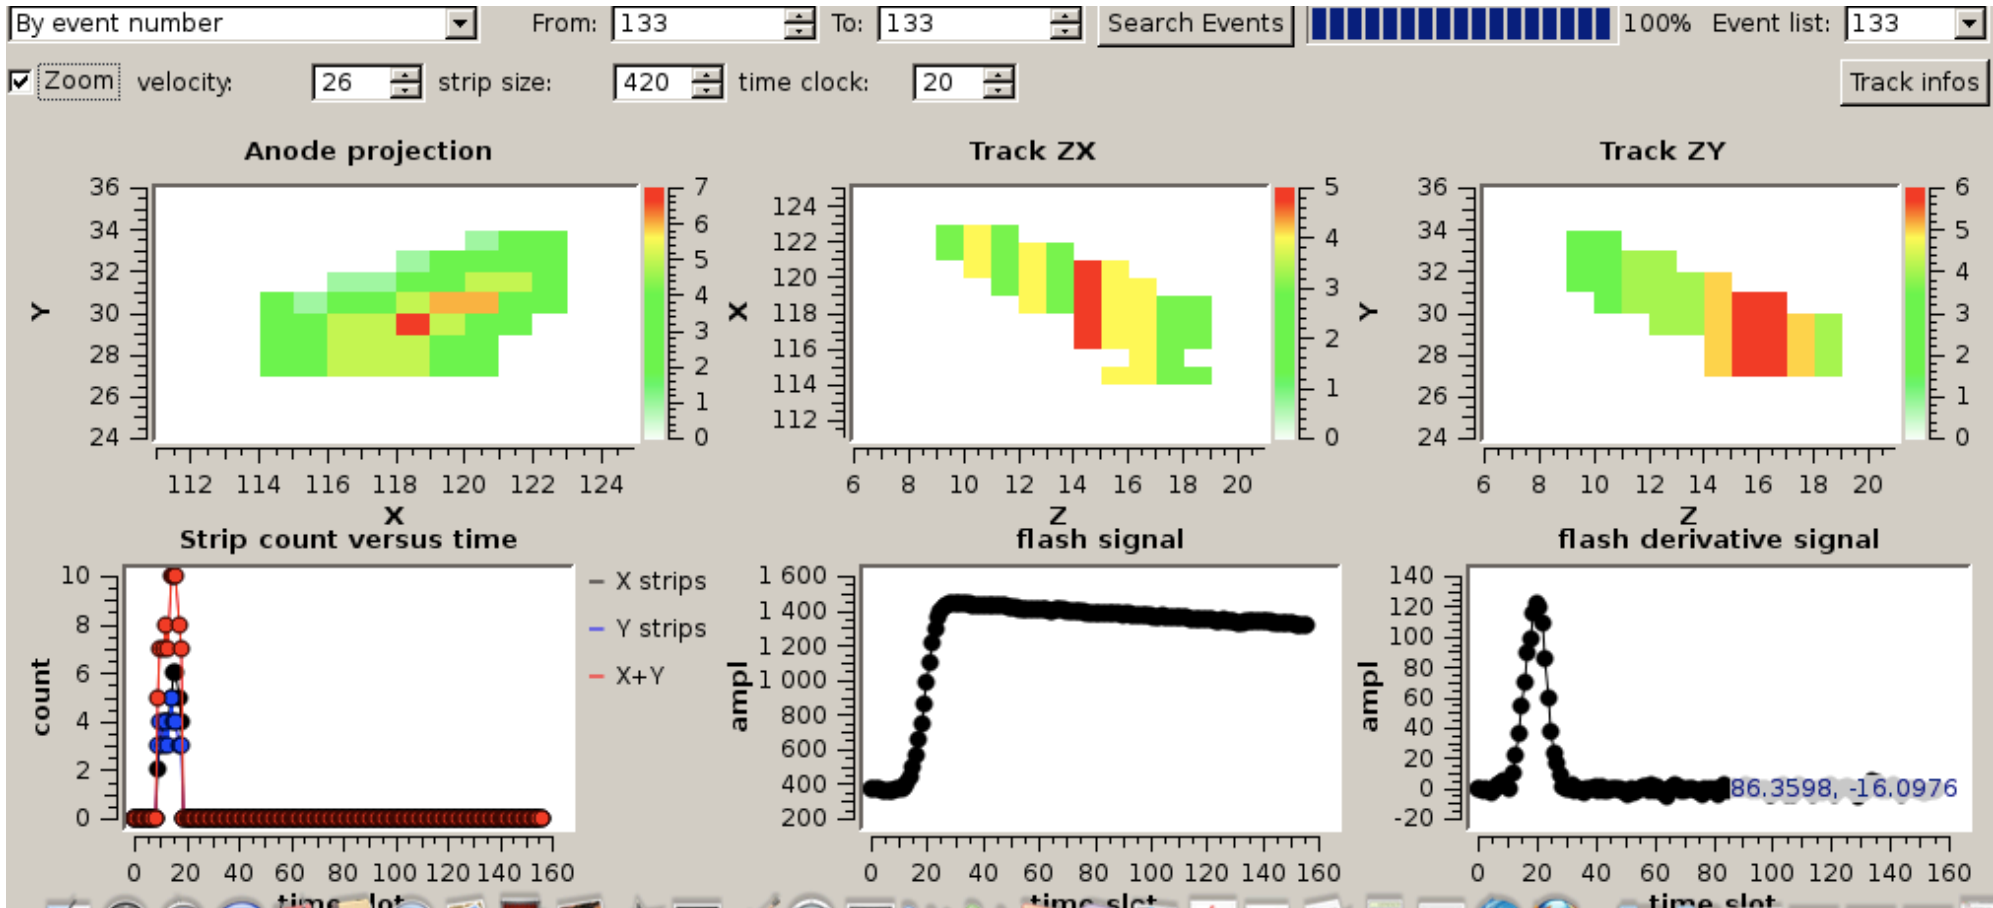 By event number From: 133 To: 133 Search Events 100% Event list: 133
Zoom velocity: 26 strip size: 420 time clock: 20 Track infos
Anode projection Track ZX Track ZY
36
34
32
30
28
26
24
Y
7
6
5
4
3
2
1
0
112 114 116 118 120 122 124
X
124
122
120
118
116
114
112
X
5
4
3
2
1
0
6 8 10 12 14 16 18 20
Z
36
34
32
30
28
26
24
Y
6
5
4
3
2
1
0
6 8 10 12 14 16 18 20
Z
Strip count versus time flash signal flash derivative signal
10
8
6
4
2
0
count
X strips
Y strips
X+Y
0 20 40 60 80 100 120 140 160
time slot
1 600
1 400
1 200
1 000
800
600
400
200
ampl
0 20 40 60 80 100 120 140 160
time slot
140
120
100
80
60
40
20
0
-20
ampl
86.3598, -16.0976
0 20 40 60 80 100 120 140 160
time slot